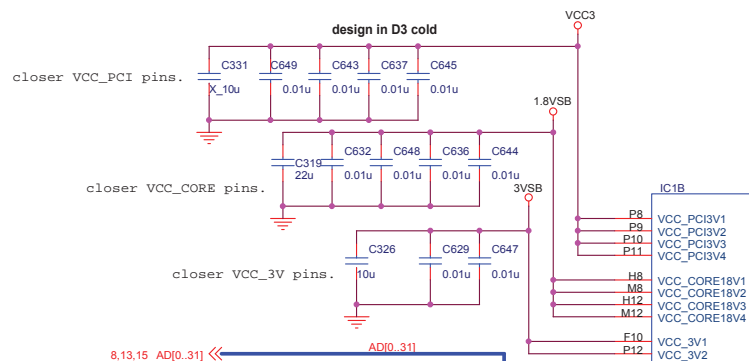 design in D3 cold
VCC3
closer VCC_PCI pins.
C331
X_10u
C649
0.01u
C643
0.01u
C637
0.01u
C645
0.01u
1.8VSB
closer VCC_CORE pins.
C319
22u
C632
0.01u
C648
0.01u
C636
0.01u
C644
0.01u
3VSB
closer VCC_3V pins.
C326
10u
C629
0.01u
C647
0.01u
IC1B
P8 VCC_PCI3V1
P9 VCC_PCI3V2
P10 VCC_PCI3V3
P11 VCC_PCI3V4
H8 VCC_CORE18V1
M8 VCC_CORE18V2
H12 VCC_CORE18V3
M12 VCC_CORE18V4
F10 VCC_3V1
P12 VCC_3V2
8,13,15 AD[0..31]
AD[0..31]